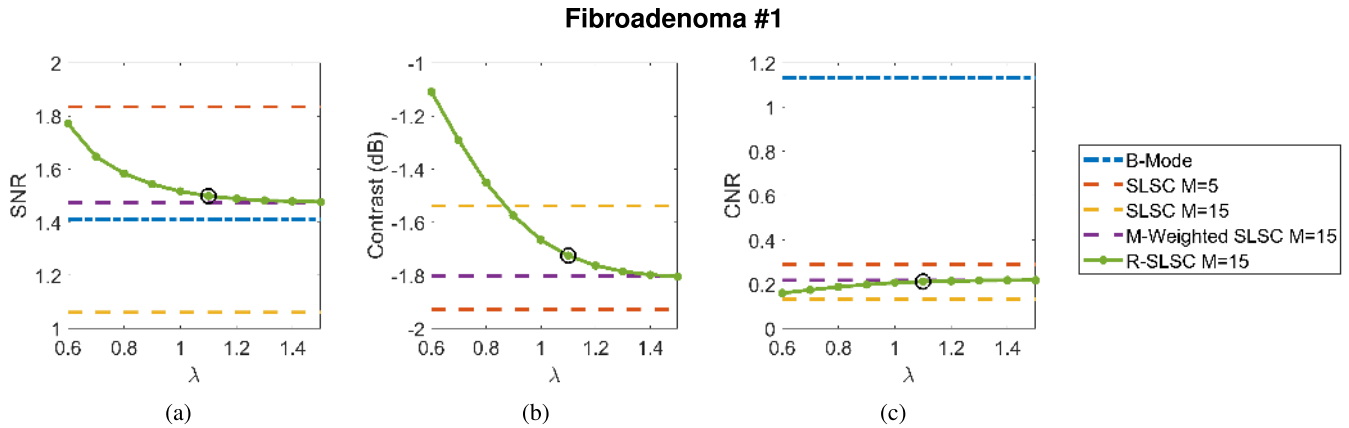 Fibroadenoma #1
SNR
2
1.8
1.6
1.4
1.2
1
0.6 0.8 1 1.2 1.4
λ
(a)
Contrast (dB)
-1
-1.2
-1.4
-1.6
-1.8
-2
0.6 0.8 1 1.2 1.4
λ
(b)
CNR
1.2
1
0.8
0.6
0.4
0.2
0
0.6 0.8 1 1.2 1.4
λ
(c)
B-Mode
SLSC M=5
SLSC M=15
M-Weighted SLSC M=15
R-SLSC M=15